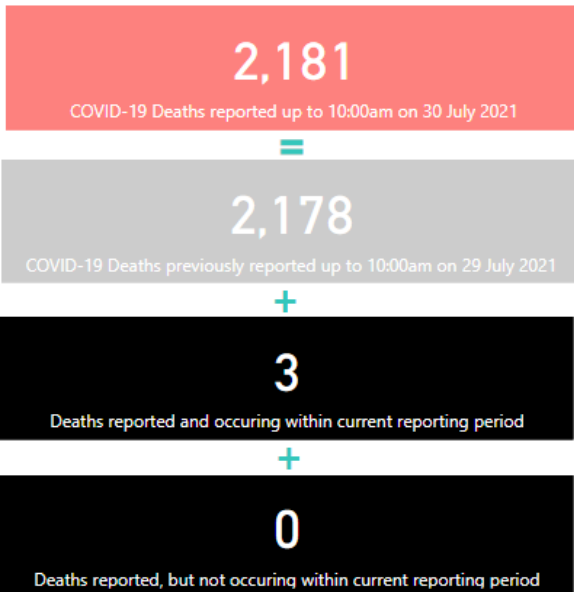 2,181
COVID-19 Deaths reported up to 10:00am on 30 July 2021
=
2,178
COVID-19 Deaths previously reported up to 10:00am on 29 July 2021
+
3
Deaths reported and occuring within current reporting period
+
0
Deaths reported, but not occuring within current reporting period